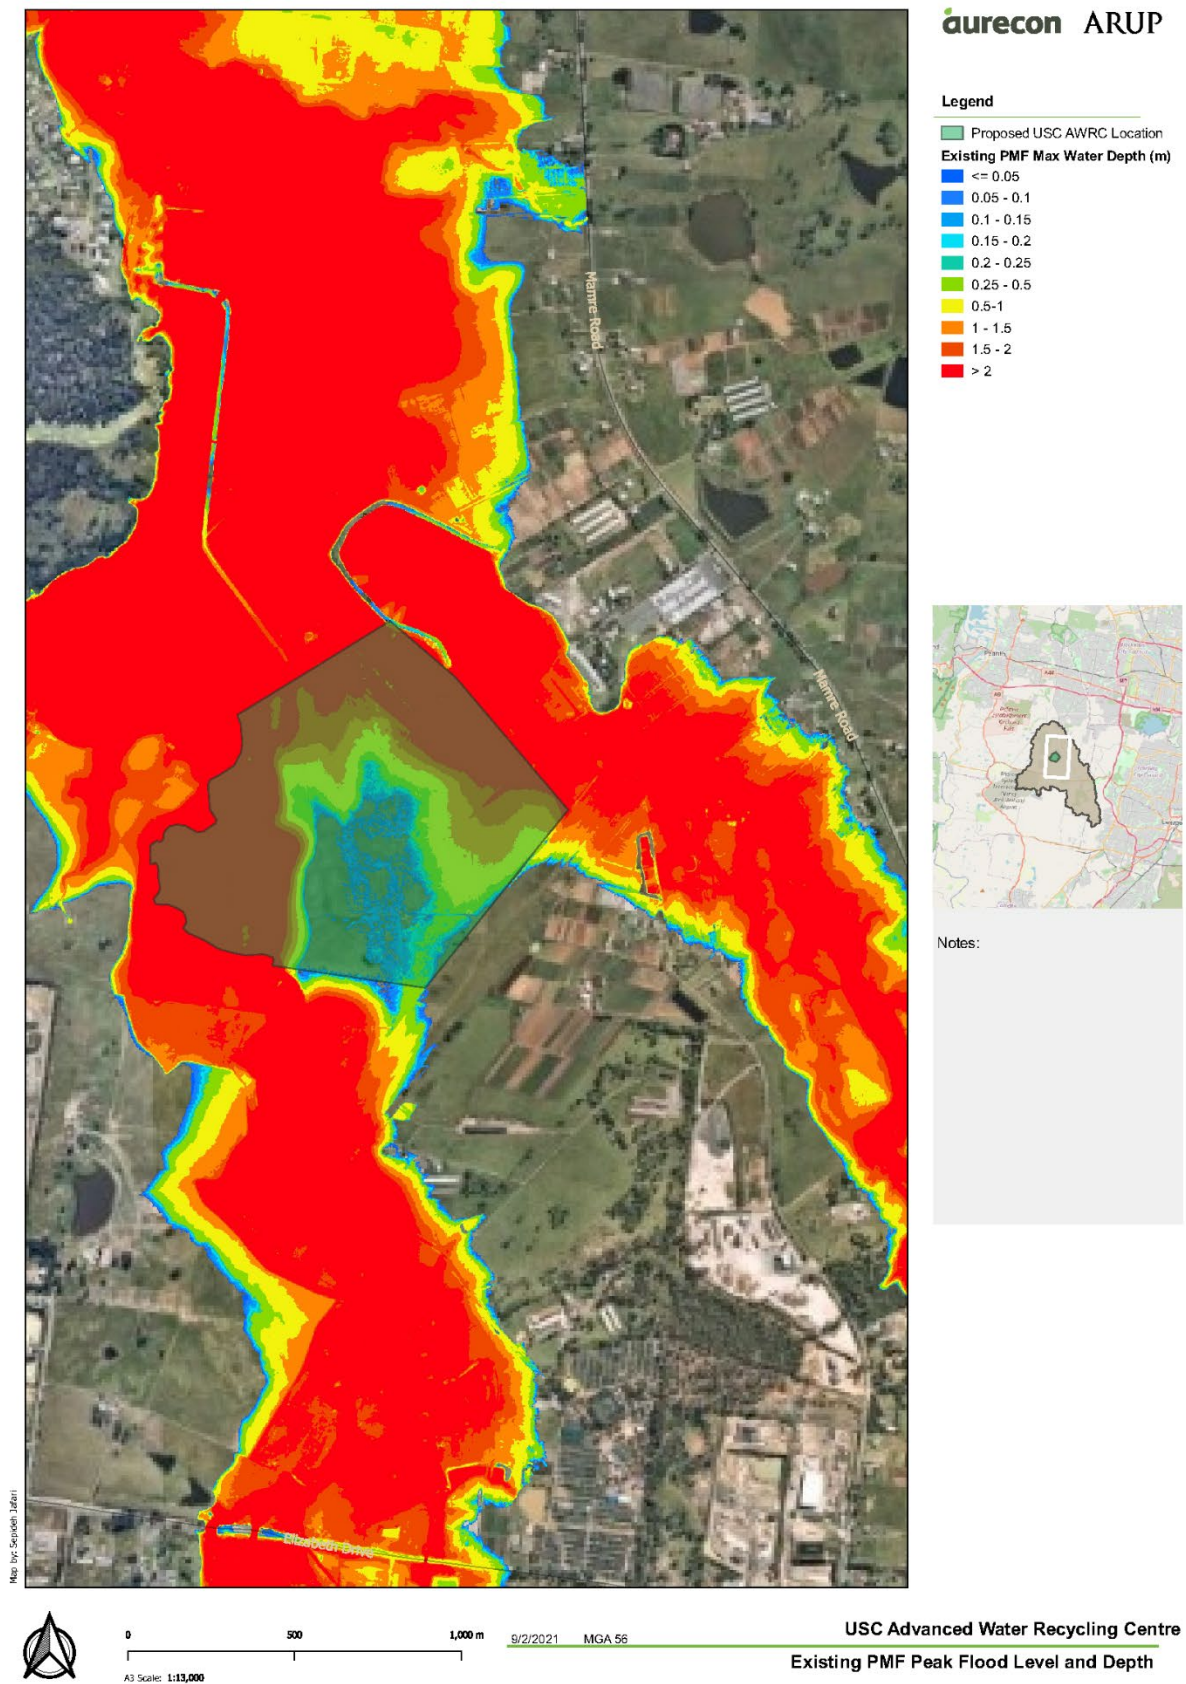 aurecon ARUP
Legend
Proposed USC AWRC Location
Existing PMF Max Water Depth (m)
<= 0.05
0.05 - 0.1
0.1 - 0.15
0.15 - 0.2
0.2 - 0.25
0.25 - 0.5
0.5-1
1 - 1.5
1.5 - 2
> 2
Mamre Road
Mamre Road
Elizabeth Drive
Notes:
Map by: Sepideh Jafari
0 500 1,000 m
A3 Scale: 1:13,000
9/2/2021 MGA 56
USC Advanced Water Recycling Centre
Existing PMF Peak Flood Level and Depth